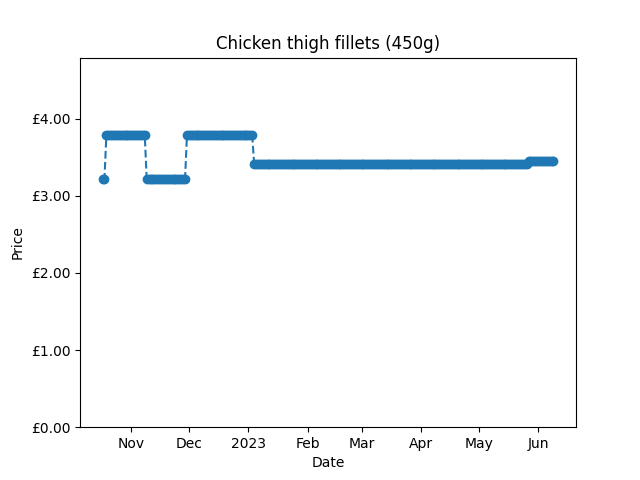 Chicken thigh fillets (450g)
£4.00
£3.00
£2.00
£1.00
£0.00
Price
Nov Dec 2023 Feb Mar Apr May Jun
Date